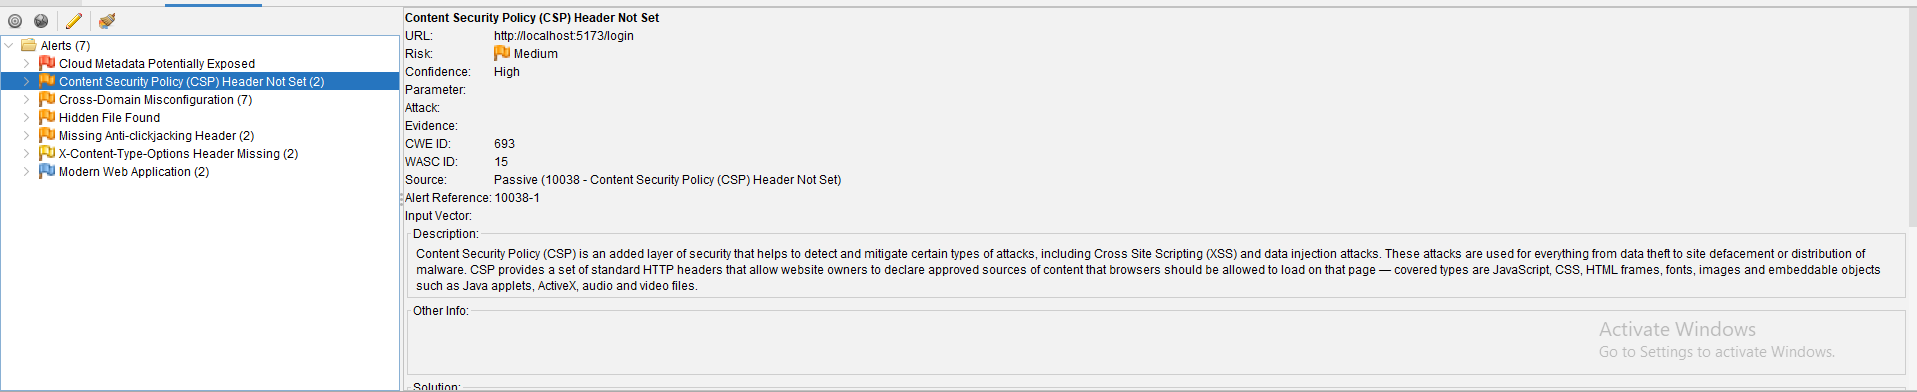 Alerts (7)
Cloud Metadata Potentially Exposed
Content Security Policy (CSP) Header Not Set (2)
Cross-Domain Misconfiguration (7)
Hidden File Found
Missing Anti-clickjacking Header (2)
X-Content-Type-Options Header Missing (2)
Modern Web Application (2)
Content Security Policy (CSP) Header Not Set
URL: http://localhost:5173/login
Risk: Medium
Confidence: High
Parameter:
Attack:
Evidence:
CWE ID: 693
WASC ID: 15
Source: Passive (10038 - Content Security Policy (CSP) Header Not Set)
Alert Reference: 10038-1
Input Vector:
Description:
Content Security Policy (CSP) is an added layer of security that helps to detect and mitigate certain types of attacks, including Cross Site Scripting (XSS) and data injection attacks. These attacks are used for everything from data theft to site defacement or distribution of
malware. CSP provides a set of standard HTTP headers that allow website owners to declare approved sources of content that browsers should be allowed to load on that page — covered types are JavaScript, CSS, HTML frames, fonts, images and embeddable objects
such as Java applets, ActiveX, audio and video files.
Other Info:
Activate Windows
Go to Settings to activate Windows.
Solution: